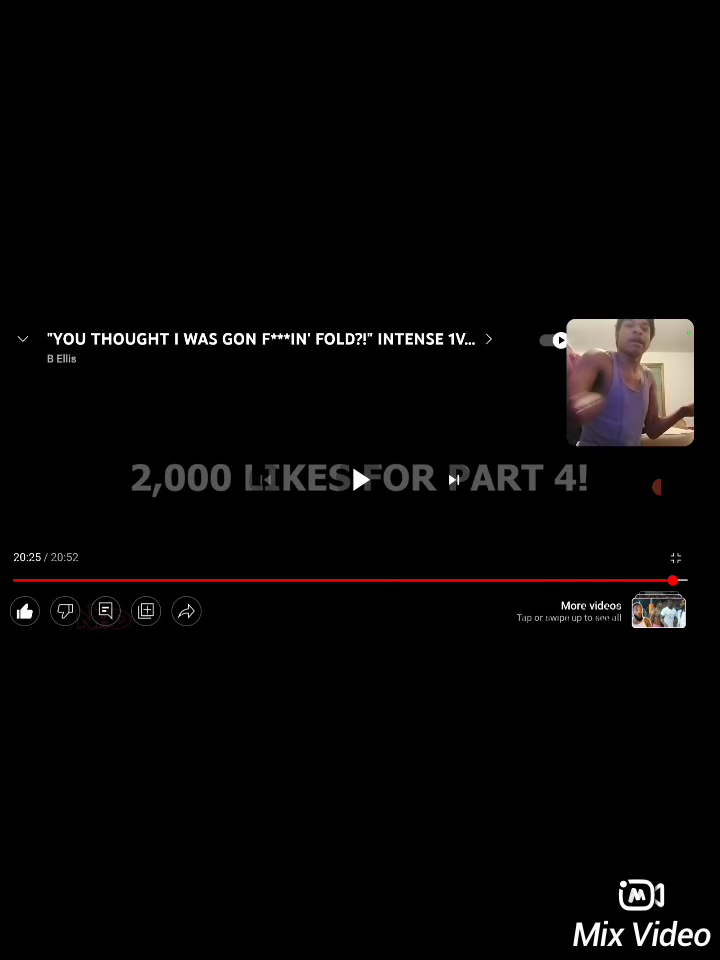 "YOU THOUGHT I WAS GON F***IN' FOLD?!" INTENSE 1V...
B Ellis
2,000 LIKES FOR PART 4!
20:25 / 20:52
More videos
Tap or swipe up to see all
Mix Video